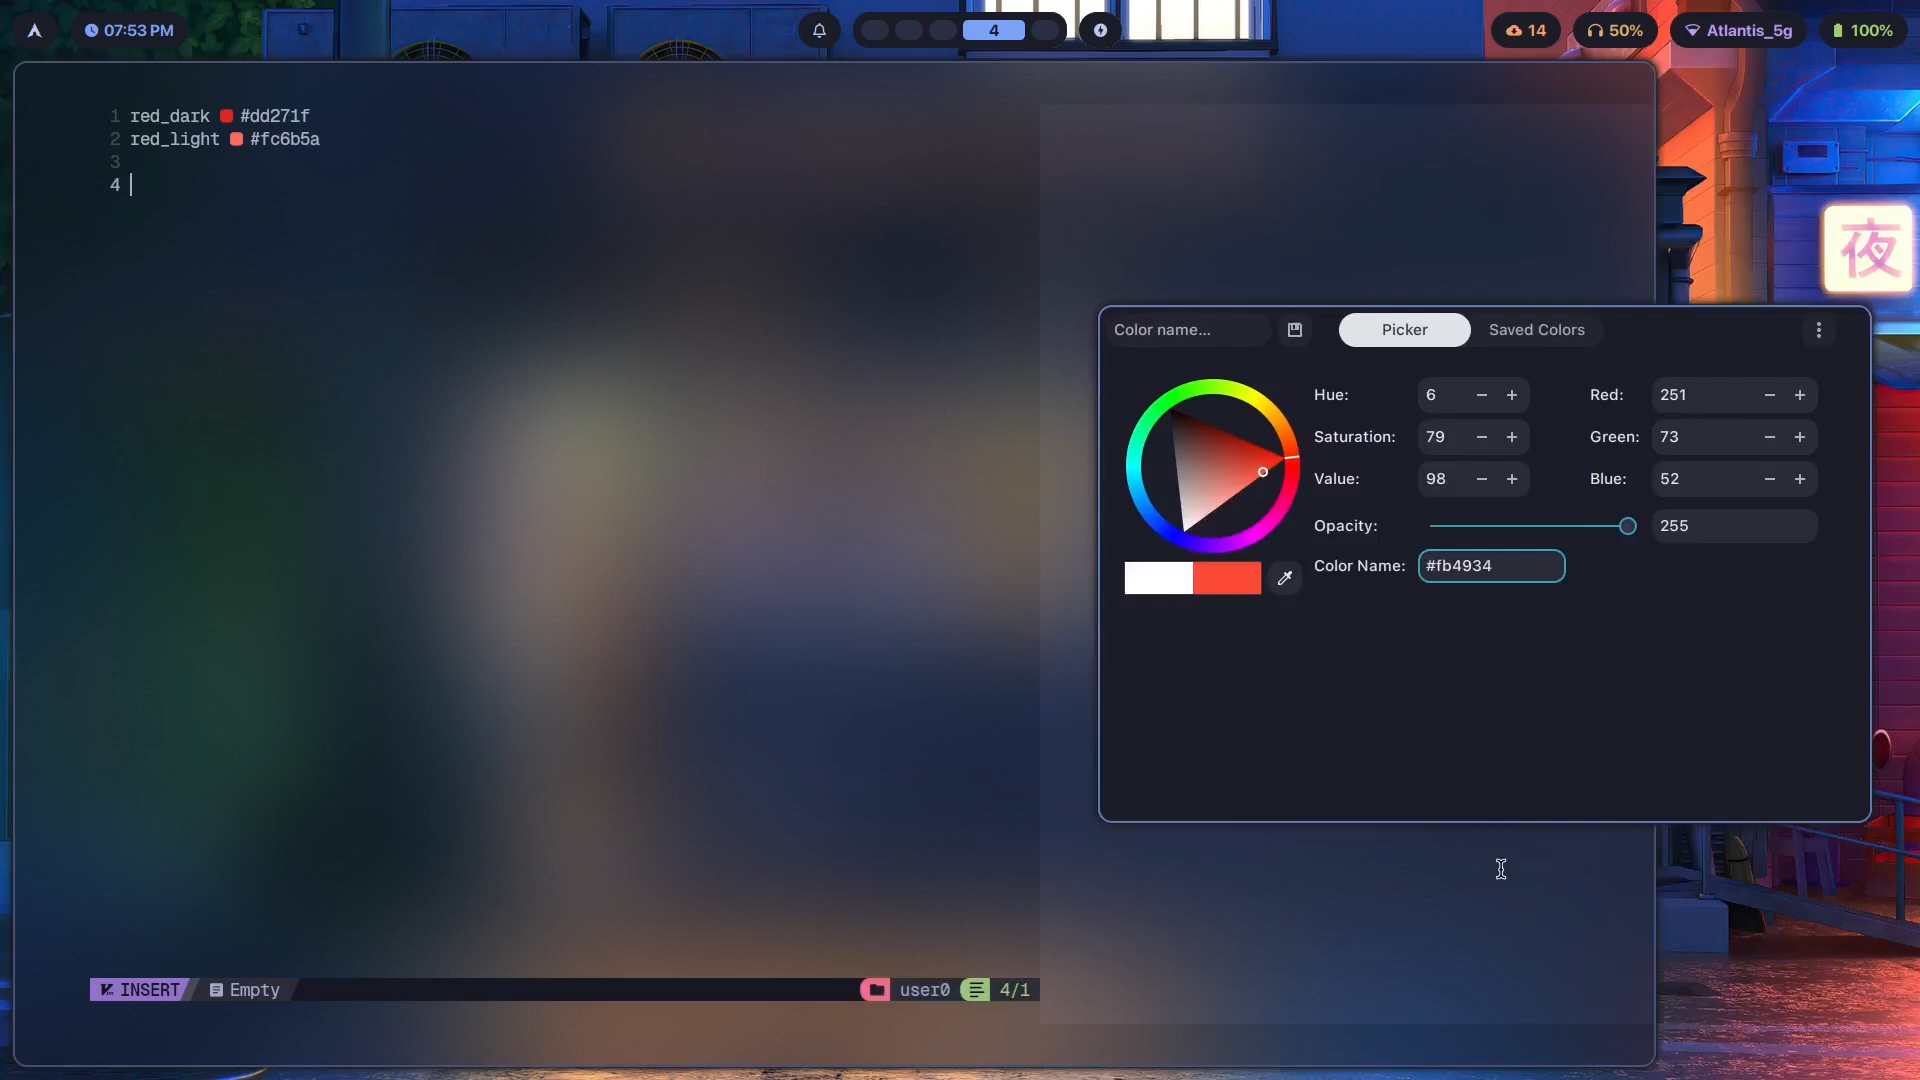 07:53 PM
4
14
50%
Atlantis_5g
100%
1 red_dark #dd271f
2 red_light #fc6b5a
3
4
夜
Color name...
Picker
Saved Colors
Hue: 6
Red: 251
Saturation: 79
Green: 73
Value: 98
Blue: 52
Opacity: 255
Color Name: #fb4934
INSERT
Empty
user0
4/1